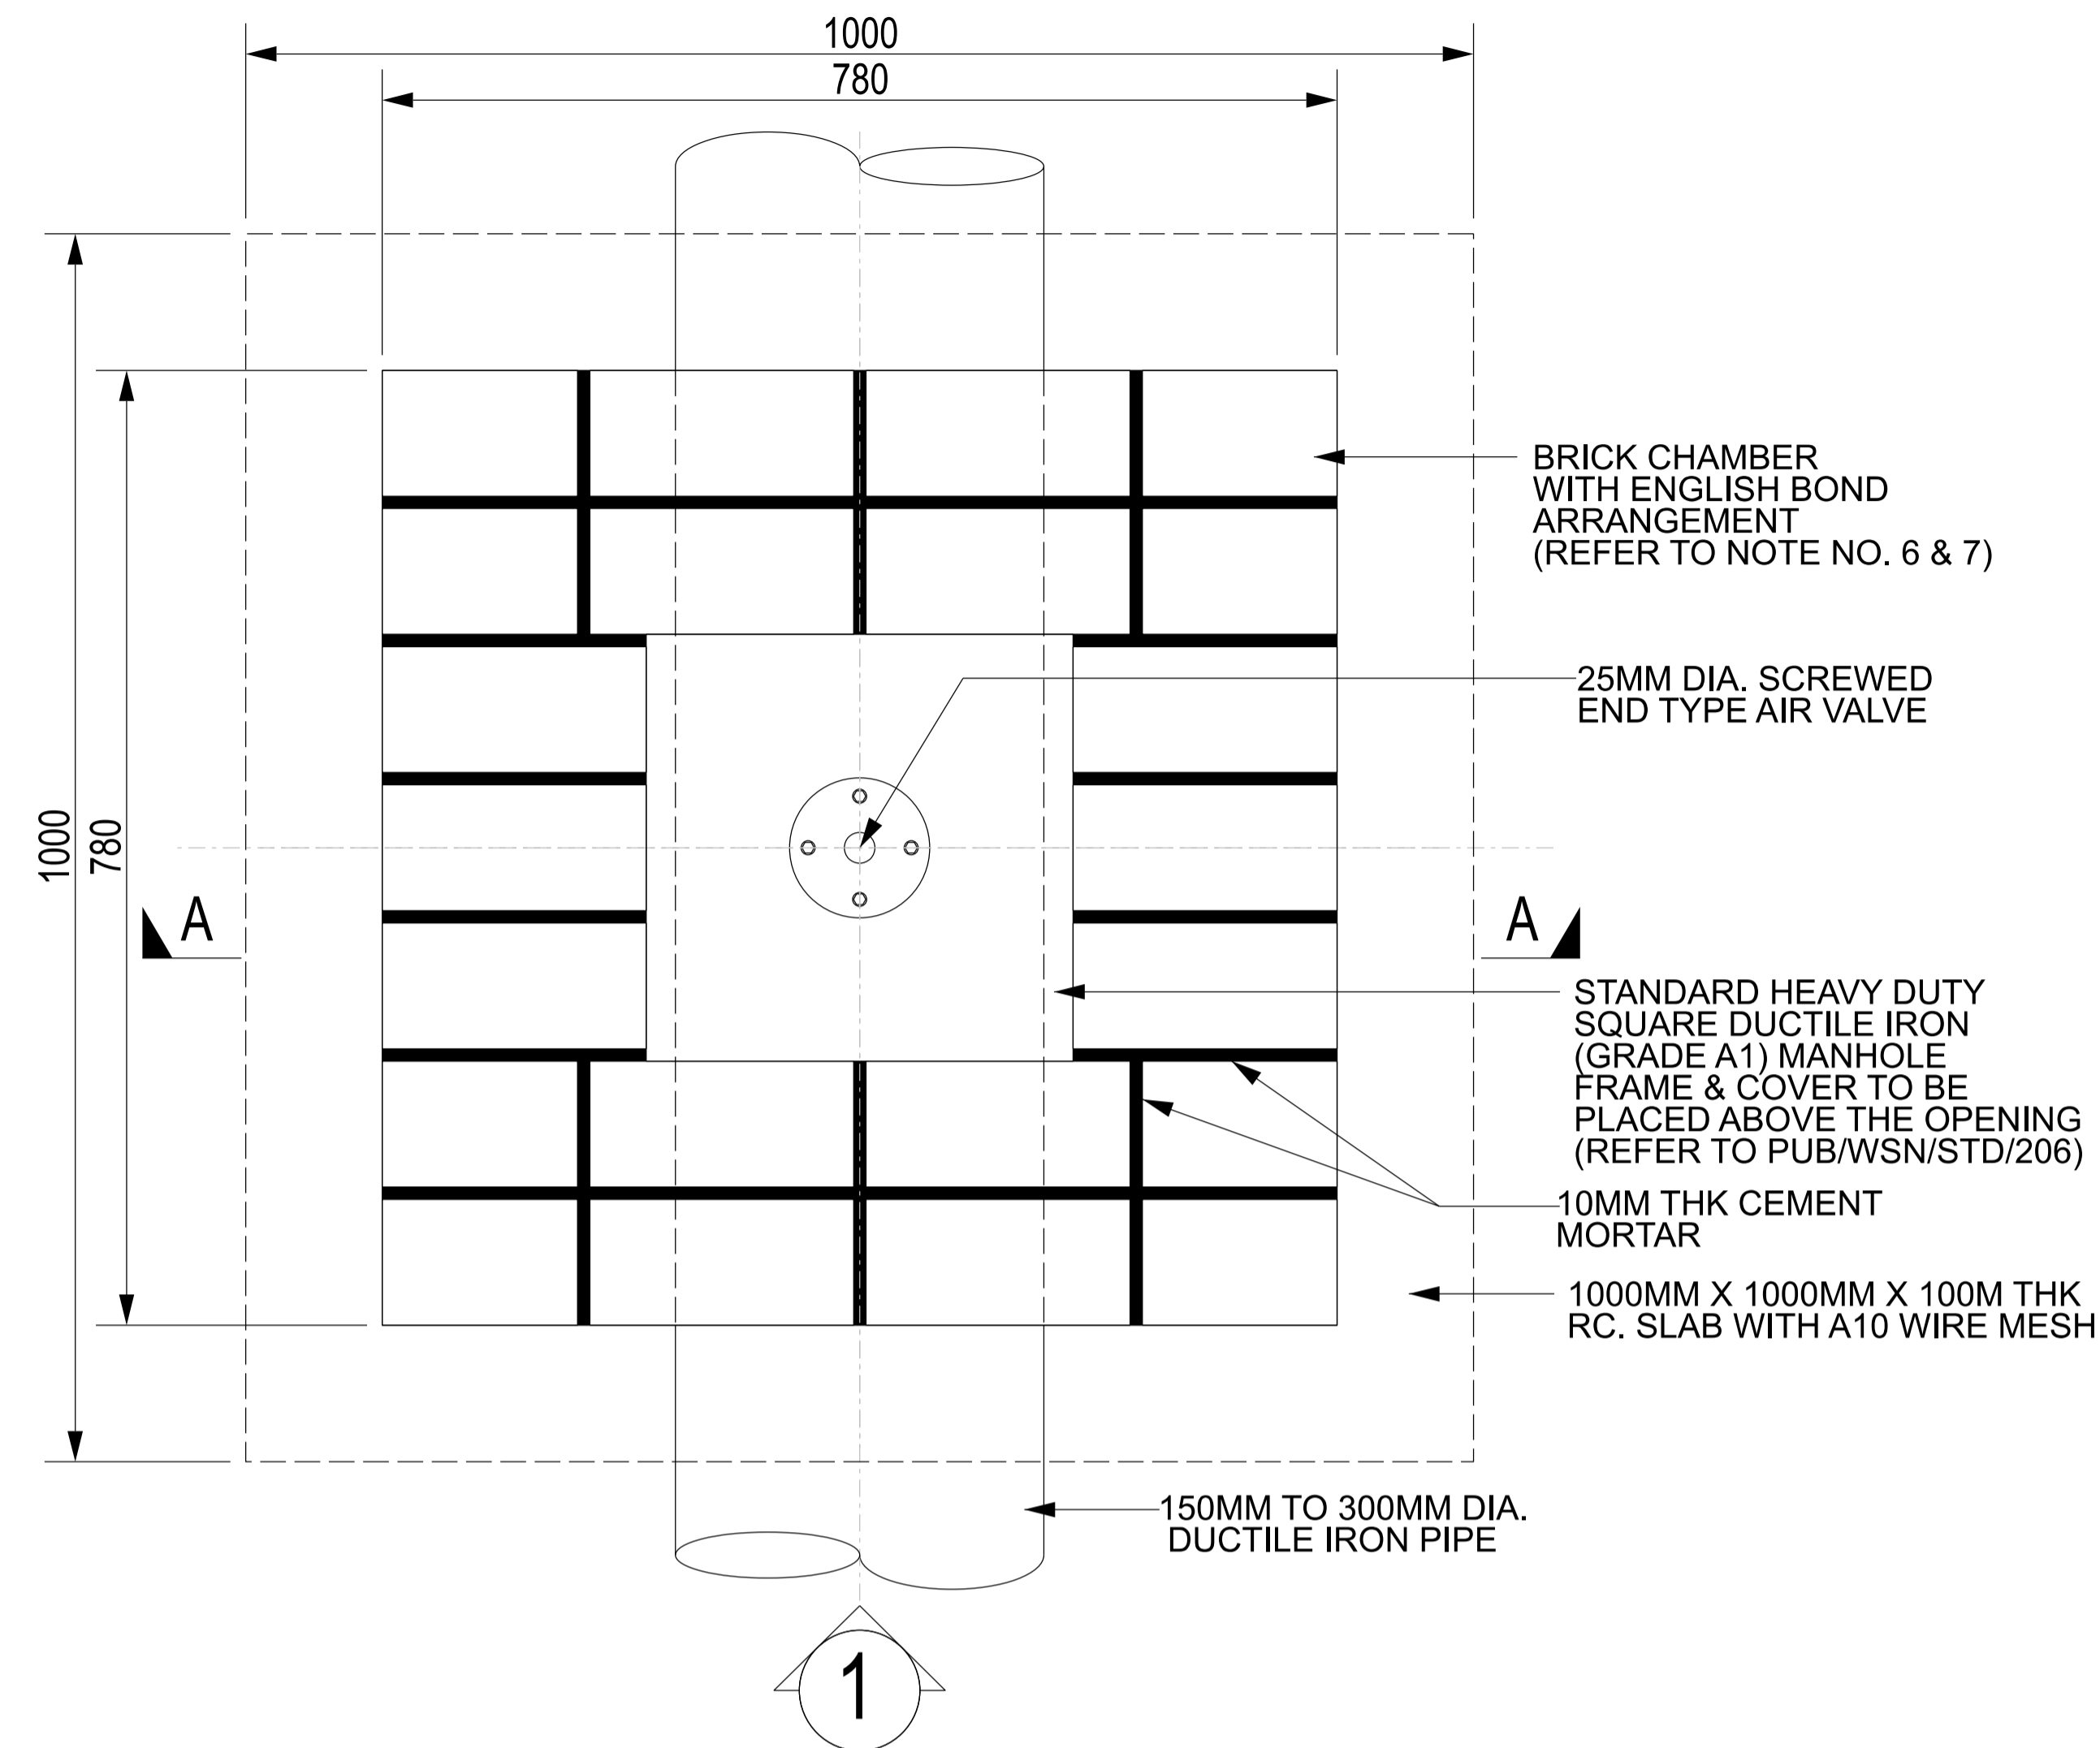 1000
780
BRICK CHAMBER
WITH ENGLISH BOND
ARRANGEMENT
(REFER TO NOTE NO. 6 & 7)
25MM DIA. SCREWED
END TYPE AIR VALVE
1000
780
A
A
STANDARD HEAVY DUTY
SQUARE DUCTILE IRON
(GRADE A1) MANHOLE
FRAME & COVER TO BE
PLACED ABOVE THE OPENING
(REFER TO PUB/WSN/STD/206)
10MM THK CEMENT
MORTAR
1000MM X 1000MM X 100M THK
RC. SLAB WITH A10 WIRE MESH
150MM TO 300MM DIA.
DUCTILE IRON PIPE
1